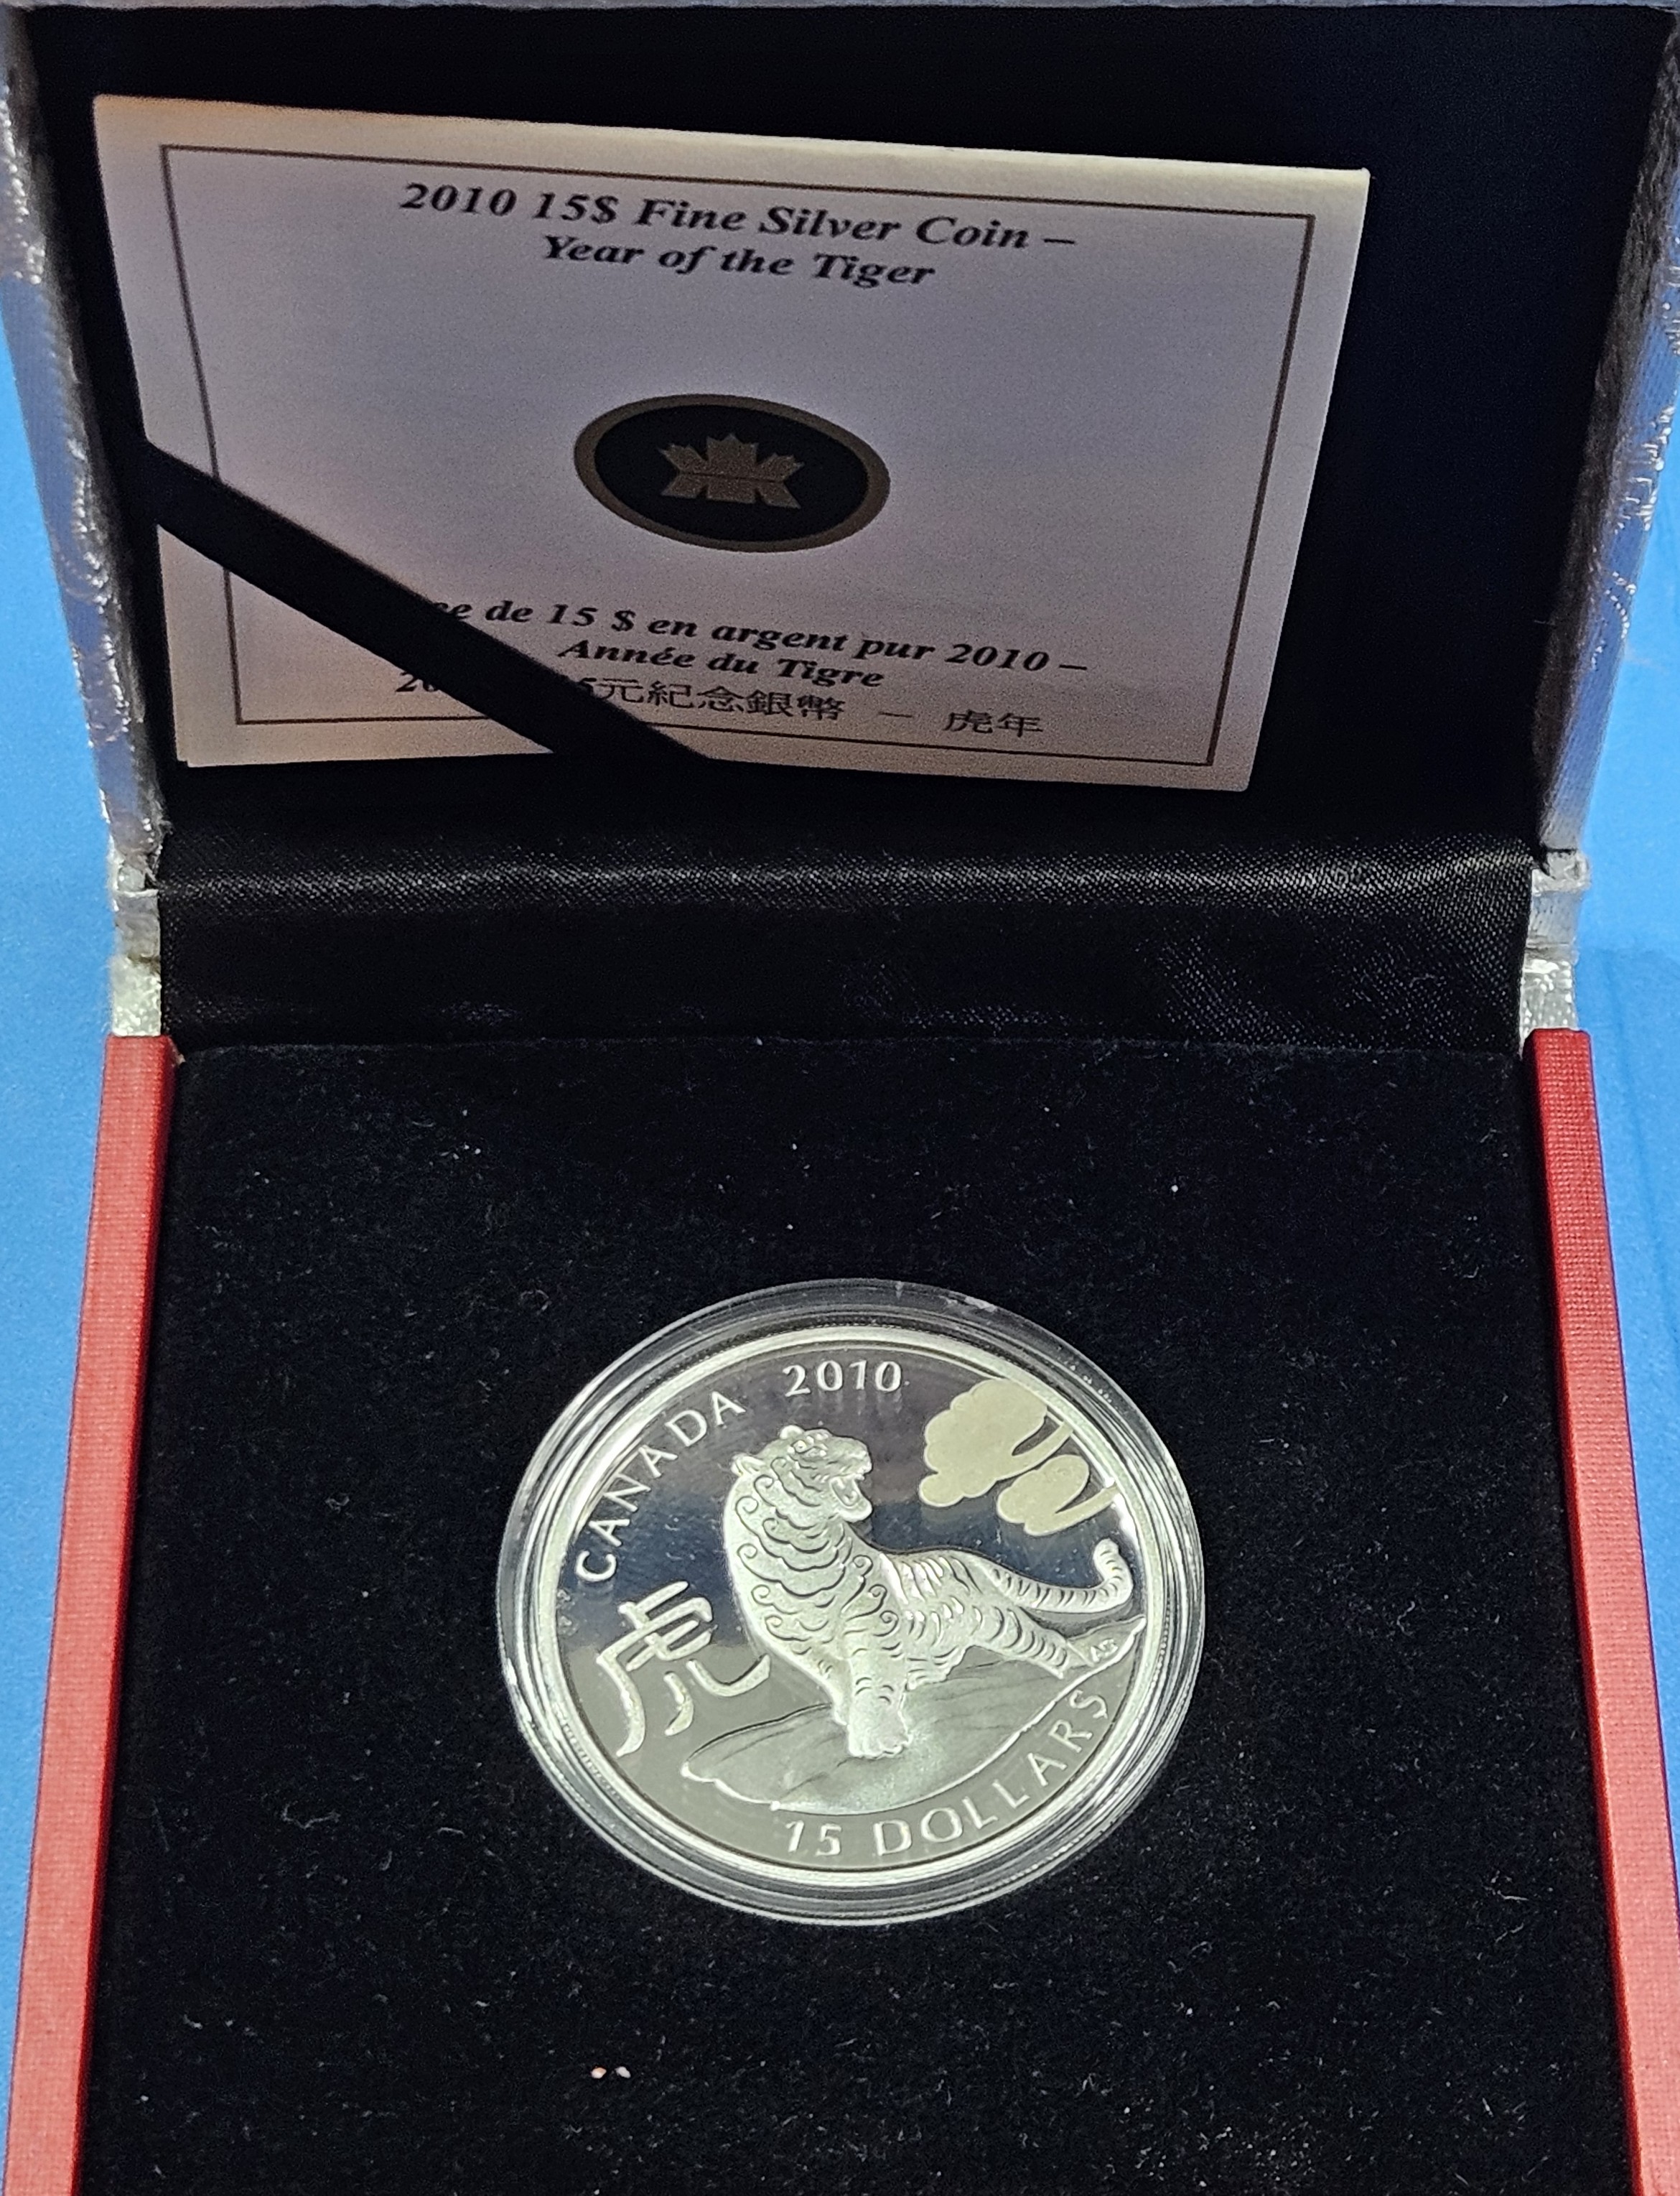 2010 15$ Fine Silver Coin –
Year of the Tiger
de 15 $ en argent pur 2010 –
Année du Tigre
元紀念銀幣 – 虎年
2010
CANADA
虎
AS
15 DOLLARS